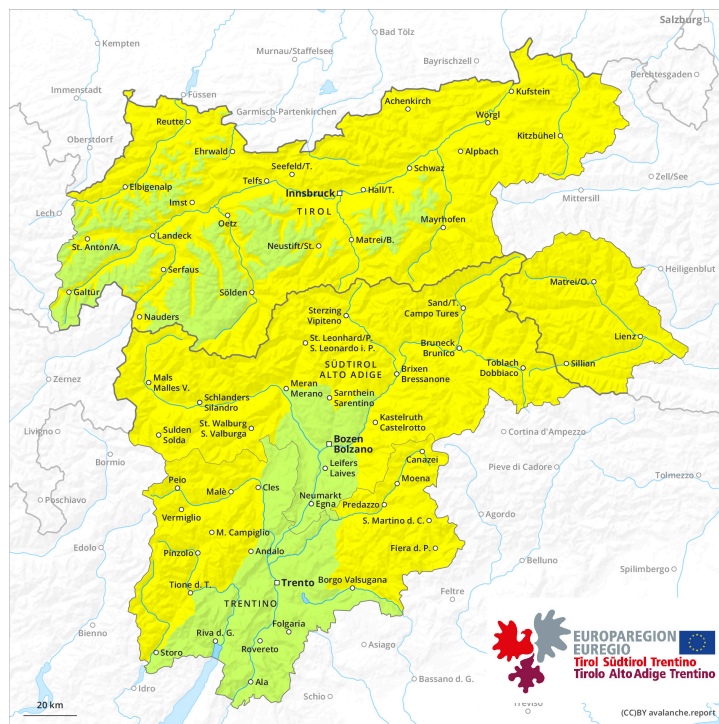 Salzburg
Kempten
Bad Tölz
Murnau/Staffelsee
Bayrischzell
Berchtesgaden
Immenstadt
Füssen
Kufstein
Achenkirch
Garmisch-Partenkirchen
Wörgl
Reutte
Oberstdorf
Kitzbühel
Ehrwald
Alpbach
Seefeld/T.
Schwaz
Zell/See
Telfs
Elbigenalp
Innsbruck
Hall/T.
Mittersill
Imst
TIROL
Lech
Oetz
Mayrhofen
Landeck
St. Anton/A.
Neustift/St.
Matrei/B.
Serfaus
Heiligenblut
Matrei/O.
Galtür
Sölden
Nauders
Sterzing
Vipiteno
Sand/T.
Campo Tures
Lienz
St. Leonhard/P.
S. Leonardo i. P.
Bruneck
Brunico
Toblach
Dobbiaco
Sillian
SÜDTIROL
ALTO ADIGE
Brixen
Bressanone
Zernez
Mals
Malles V.
Meran
Merano
Schlanders
Silandro
Sarnthein
Sarentino
St. Walburg
S. Valburga
Kastelruth
Castelrotto
Livigno
Sulden
Solda
Bozen
Bolzano
Cortina d'Ampezzo
Bormio
Canazei
Pieve di Cadore
Leifers
Laives
Tolmezzo
Peio
Moena
Malè
Cles
Neumarkt
Egna
Predazzo
Poschiavo
Vermiglio
Agordo
S. Martino d. C.
M. Campiglio
Edolo
Pinzolo
Andalo
Fiera d. P.
Belluno
Spilimbergo
Tione d. T.
Trento
Borgo Valsugana
Feltre
TRENTINO
Folgaria
Bienno
Riva d. G.
Rovereto
Asiago
Storo
Ala
Bassano d. G.
Idro
Schio
Treviso
EUROPAREGION
EUREGIO
Tirol Südtirol Trentino
Tirolo Alto Adige Trentino
20 km
(CC)BY avalanche.report